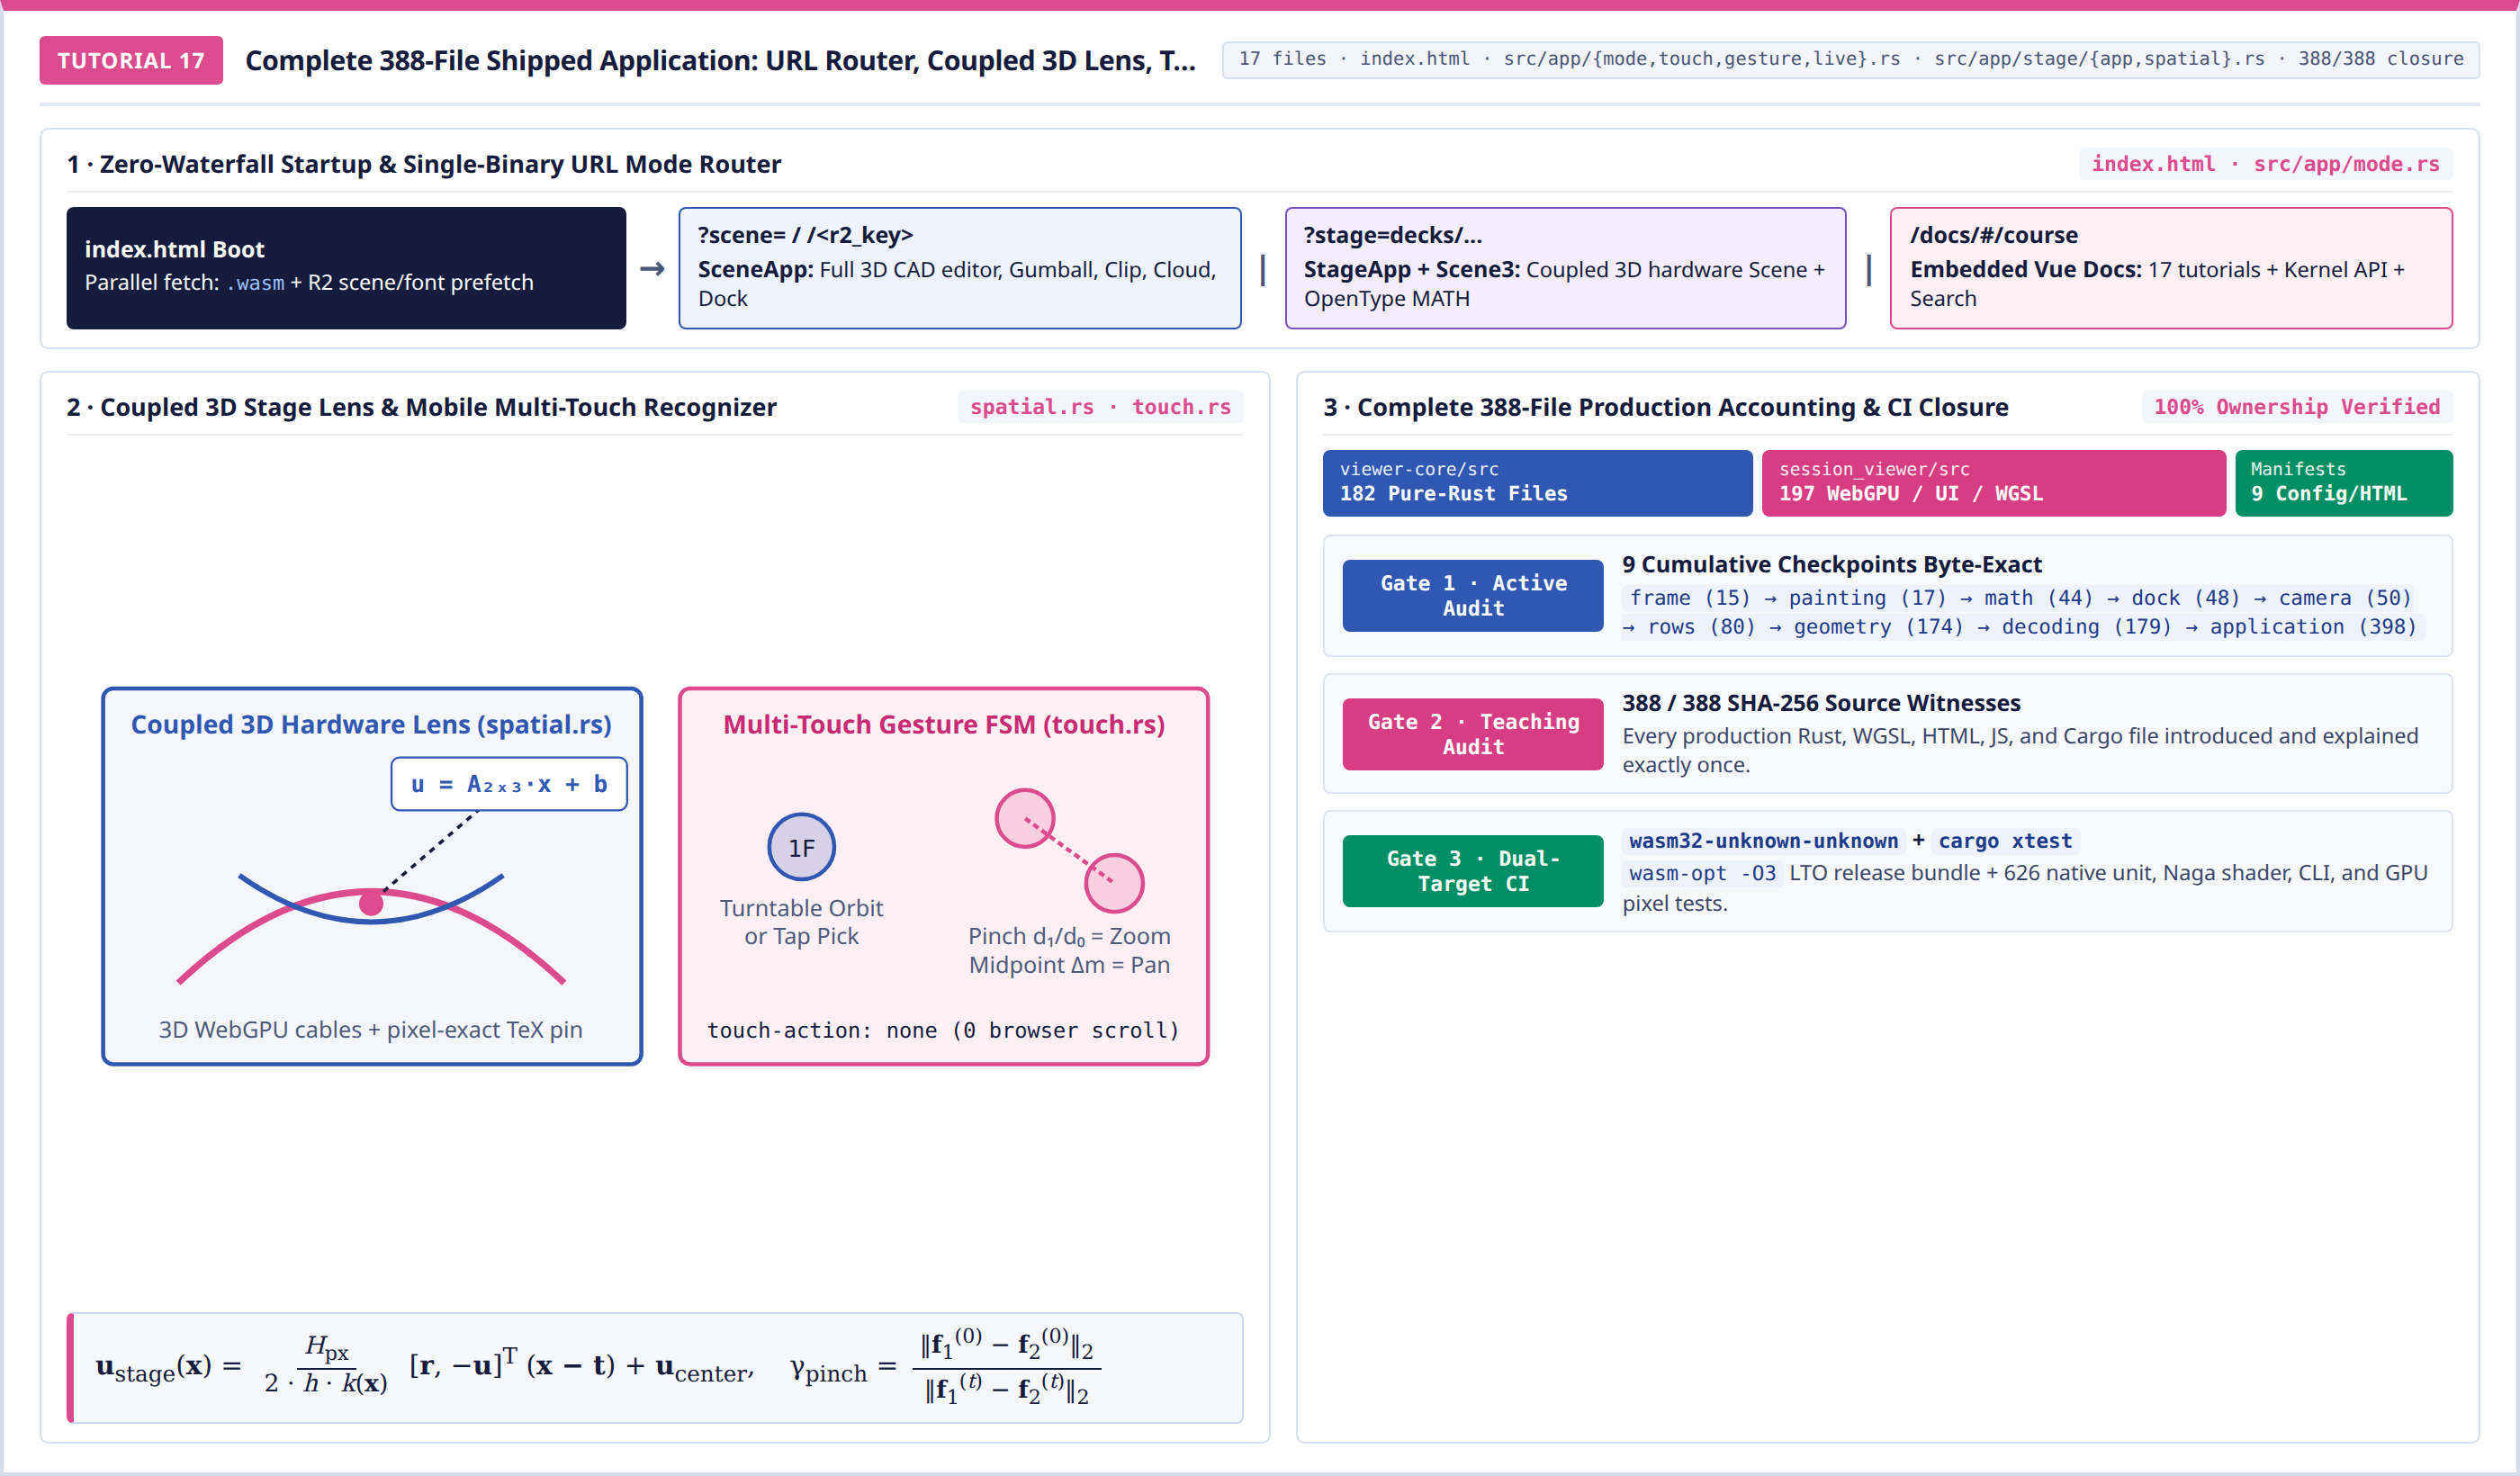 TUTORIAL 17
Complete 388-File Shipped Application: URL Router, Coupled 3D Lens, T...
17 files · index.html · src/app/{mode,touch,gesture,live}.rs · src/app/stage/{app,spatial}.rs · 388/388 closure
1 · Zero-Waterfall Startup & Single-Binary URL Mode Router
index.html · src/app/mode.rs
index.html Boot
Parallel fetch: .wasm + R2 scene/font prefetch
→
?scene= / /<r2_key>
SceneApp: Full 3D CAD editor, Gumball, Clip, Cloud,
Dock
|
?stage=decks/...
StageApp + Scene3: Coupled 3D hardware Scene +
OpenType MATH
|
/docs/#/course
Embedded Vue Docs: 17 tutorials + Kernel API +
Search
2 · Coupled 3D Stage Lens & Mobile Multi-Touch Recognizer
spatial.rs · touch.rs
Coupled 3D Hardware Lens (spatial.rs)
u = A₂ₓ₃·x + b
3D WebGPU cables + pixel-exact TeX pin
Multi-Touch Gesture FSM (touch.rs)
1F
Turntable Orbit
or Tap Pick
Pinch d₁/d₀ = Zoom
Midpoint Δm = Pan
touch-action: none (0 browser scroll)
u_stage(x) = H_px / 2 · h · k(x) [r, −u]^T (x − t) + u_center, γ_pinch = ‖f₁^(0) − f₂^(0)‖₂ / ‖f₁^(t) − f₂^(t)‖₂
3 · Complete 388-File Production Accounting & CI Closure
100% Ownership Verified
viewer-core/src
182 Pure-Rust Files
session_viewer/src
197 WebGPU / UI / WGSL
Manifests
9 Config/HTML
Gate 1 · Active
Audit
9 Cumulative Checkpoints Byte-Exact
frame (15) → painting (17) → math (44) → dock (48) → camera (50)
→ rows (80) → geometry (174) → decoding (179) → application (398)
Gate 2 · Teaching
Audit
388 / 388 SHA-256 Source Witnesses
Every production Rust, WGSL, HTML, JS, and Cargo file introduced and explained
exactly once.
Gate 3 · Dual-
Target CI
wasm32-unknown-unknown + cargo xtest
wasm-opt -O3 LTO release bundle + 626 native unit, Naga shader, CLI, and GPU
pixel tests.